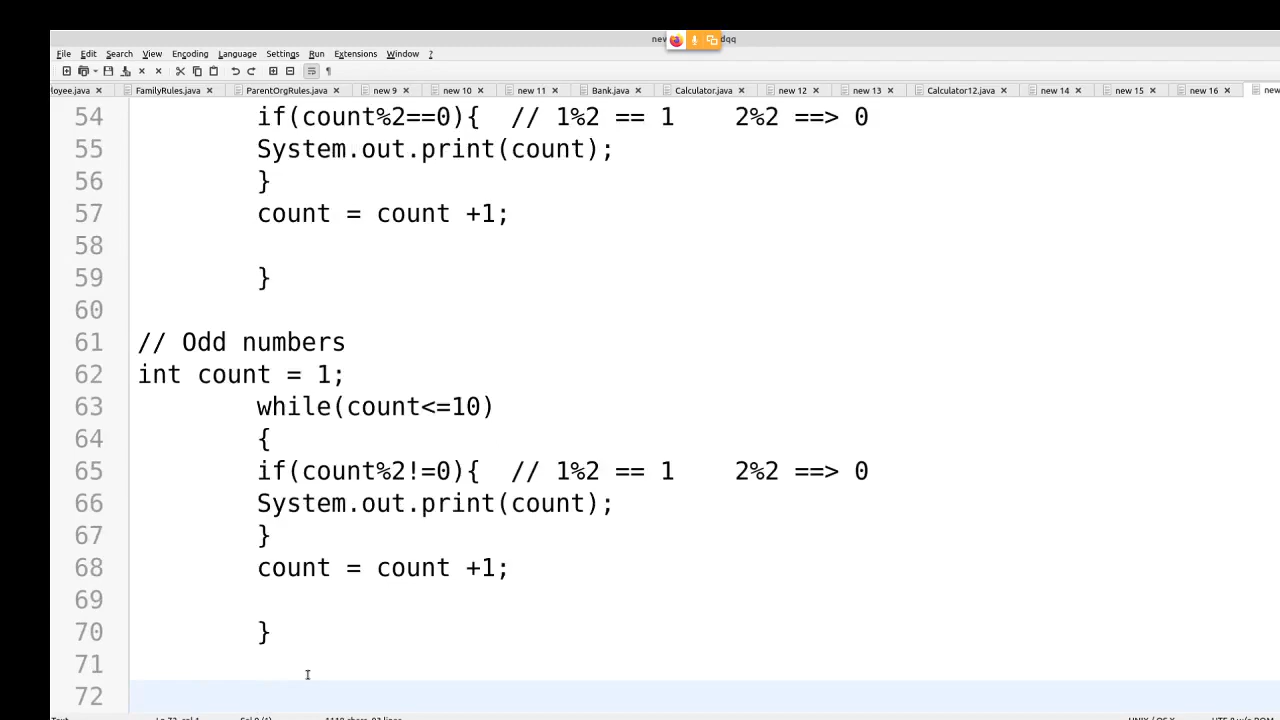 new dqq
File Edit Search View Encoding Language Settings Run Extensions Window ?
loyee.java FamilyRules.java ParentOrgRules.java new 9 new 10 new 11 Bank.java Calculator.java new 12 new 13 Calculator12.java new 14 new 15 new 16 new
54 if(count%2==0){ // 1%2 == 1 2%2 ==> 0
55 System.out.print(count);
56 }
57 count = count +1;
58
59 }
60
61 // Odd numbers
62 int count = 1;
63 while(count<=10)
64 {
65 if(count%2!=0){ // 1%2 == 1 2%2 ==> 0
66 System.out.print(count);
67 }
68 count = count +1;
69
70 }
71
72